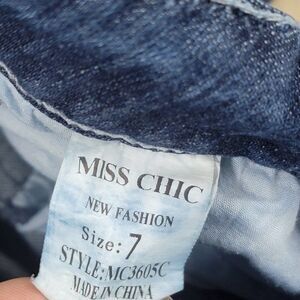 MISS CHIC
NEW FASHION
Size: 7
STYLE:MC3605C
MADE IN CHINA